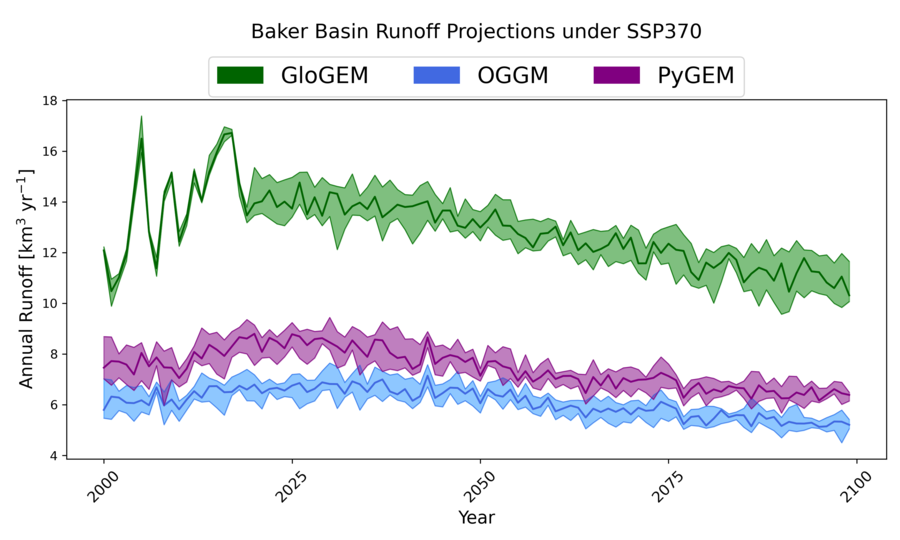 Baker Basin Runoff Projections under SSP370
GloGEM OGGM PyGEM
Annual Runoff [km³ yr⁻¹]
18
16
14
12
10
8
6
4
2000 2025 2050 2075 2100
Year